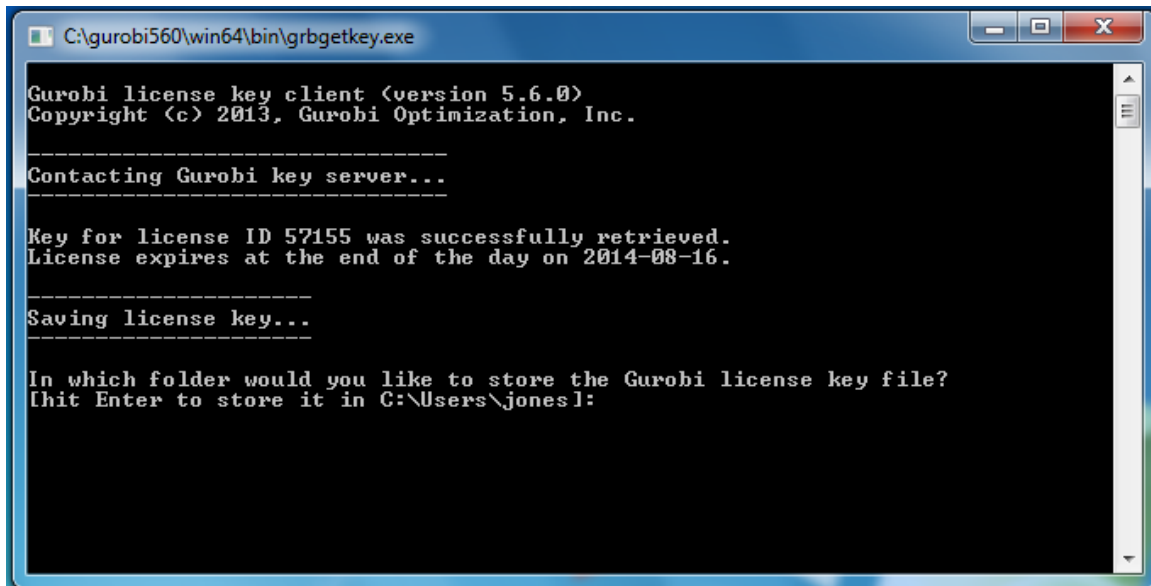 C:\gurobi560\win64\bin\grbgetkey.exe
Gurobi license key client (version 5.6.0)
Copyright (c) 2013, Gurobi Optimization, Inc.
-------------------------------
Contacting Gurobi key server...
-------------------------------
Key for license ID 57155 was successfully retrieved.
License expires at the end of the day on 2014-08-16.
---------------------
Saving license key...
---------------------
In which folder would you like to store the Gurobi license key file?
[hit Enter to store it in C:\Users\jones]: